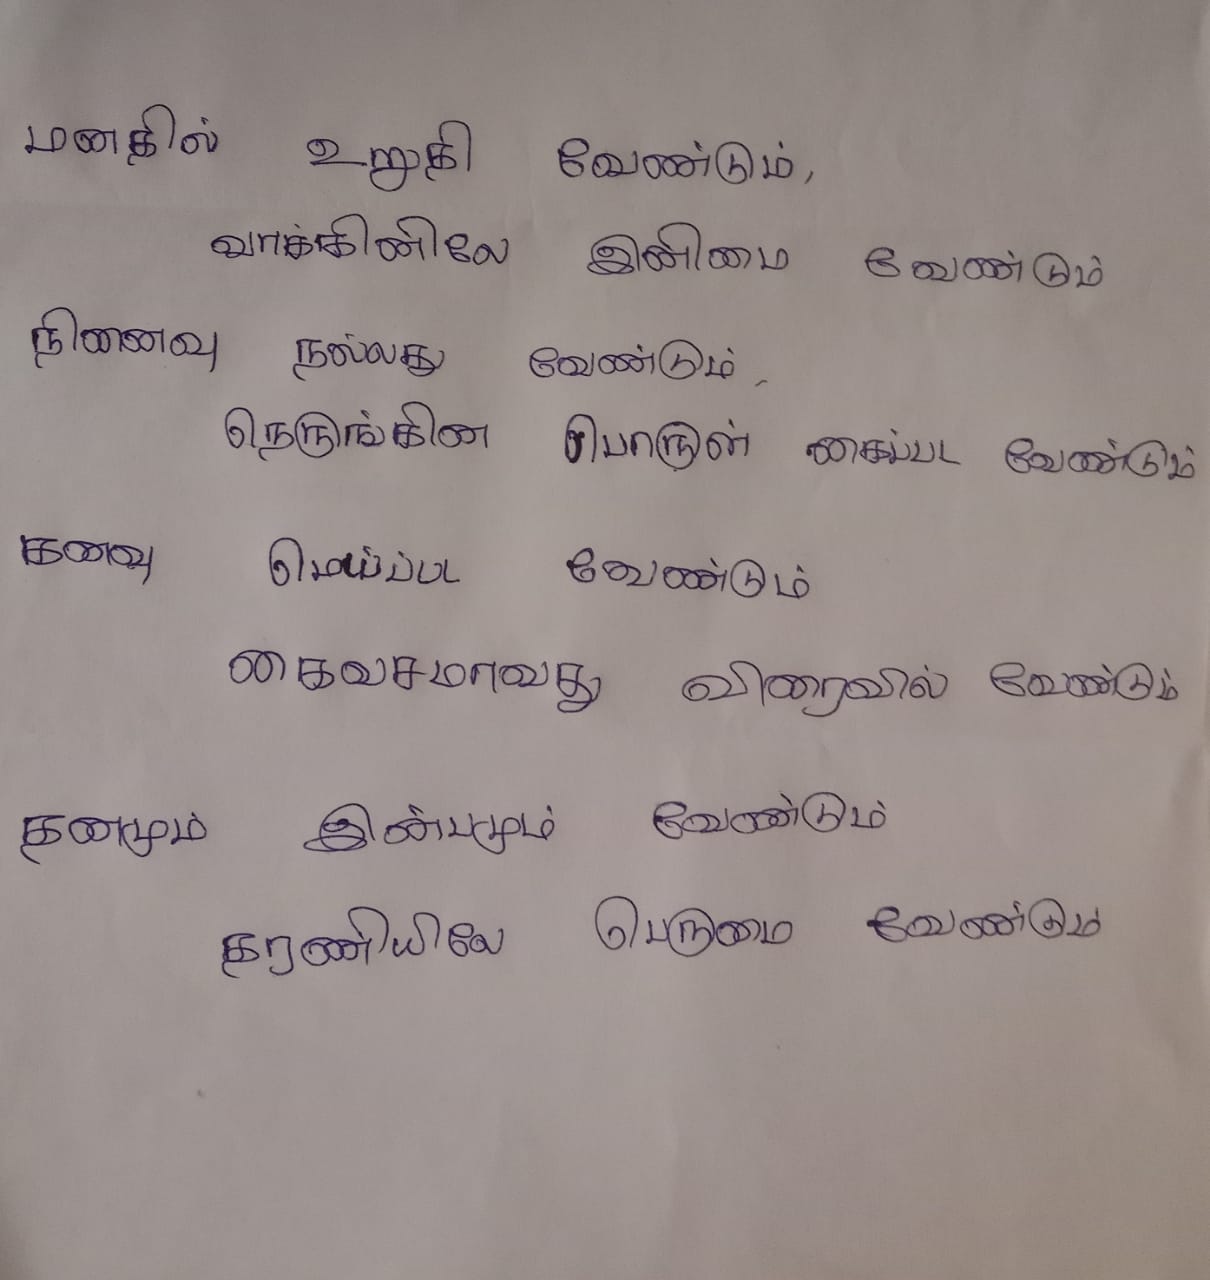 மனதில் உறுதி வேண்டும்,
வாக்கினிலே இனிமை வேண்டும்
நினைவு நல்லது வேண்டும்,
நெருங்கின பொருள் கைப்பட வேண்டும்
கனவு மெய்ப்பட வேண்டும்
கைவசமாவது விரைவில் வேண்டும்
தனமும் இன்பமும் வேண்டும்
தரணியிலே பெருமை வேண்டும்